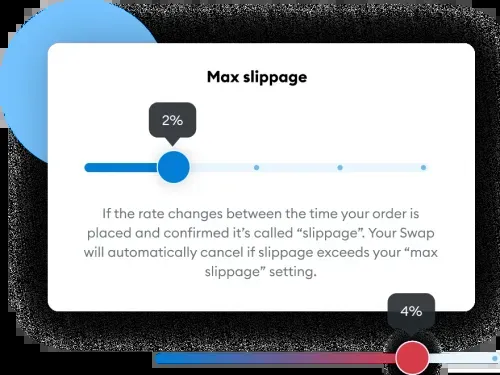 Max slippage
2%
If the rate changes between the time your order is
placed and confirmed it’s called “slippage”. Your Swap
will automatically cancel if slippage exceeds your “max
slippage” setting.
4%